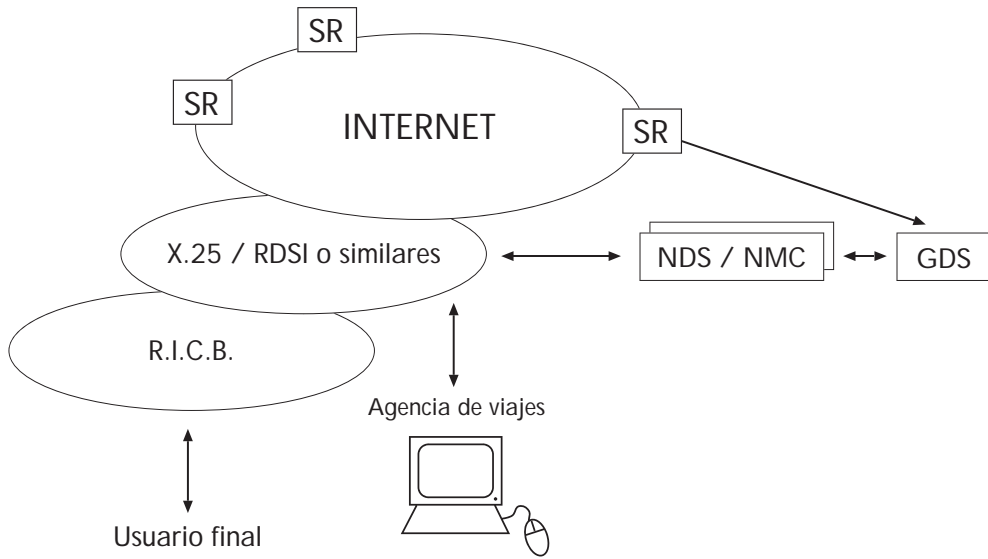 SR
SR
INTERNET
SR
X.25 / RDSI o similares
NDS / NMC
GDS
R.I.C.B.
Agencia de viajes
Usuario final